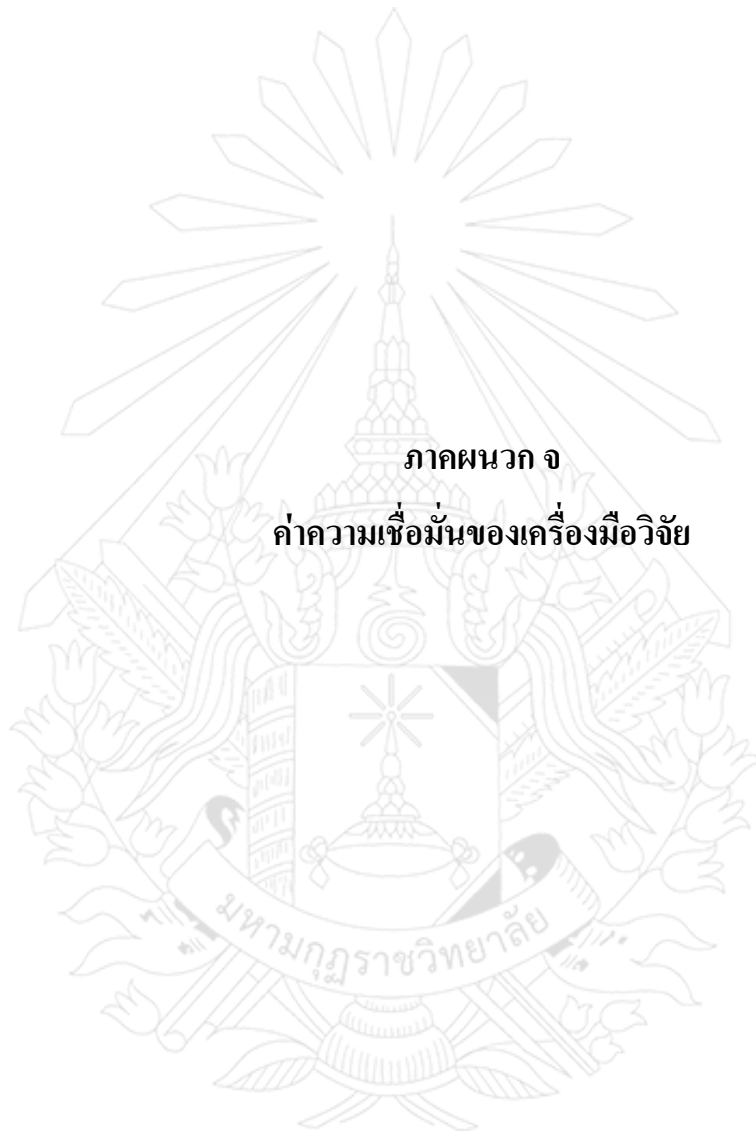 ภาคผนวก จ
ค่าความเชื่อมั่นของเครื่องมือวิจัย
มหามกุฏราชวิทยาลัย